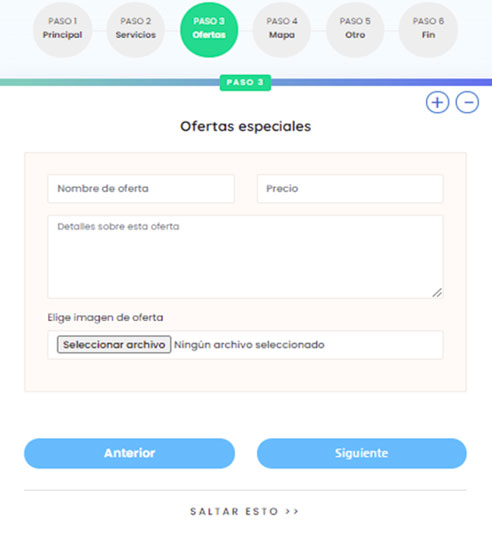 PASO 1 PASO 2 PASO 3 PASO 4 PASO 5 PASO 6
Principal Servicios Ofertas Mapa Otro Fin
PASO 3
Ofertas especiales
Nombre de oferta Precio
Detalles sobre esta oferta
Elige imagen de oferta
Seleccionar archivo Ningún archivo seleccionado
Anterior Siguiente
SALTAR ESTO >>